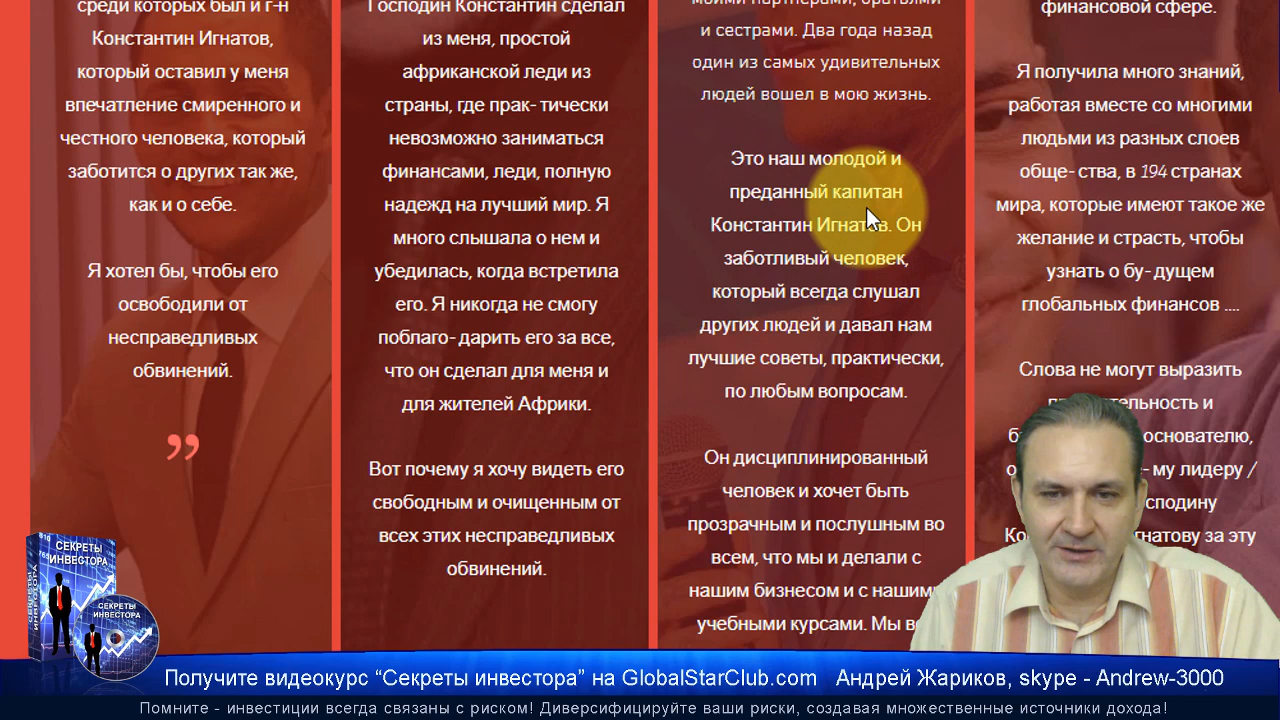 среди которых был и г-н
Константин Игнатов,
который оставил у меня
впечатление смиренного и
честного человека, который
заботится о других так же,
как и о себе.
Я хотел бы, чтобы его
освободили от
несправедливых
обвинений.
”
Господин Константин сделал
из меня, простой
африканской леди из
страны, где прак- тически
невозможно заниматься
финансами, леди, полную
надежд на лучший мир. Я
много слышала о нем и
убедилась, когда встретила
его. Я никогда не смогу
поблаго- дарить его за все,
что он сделал для меня и
для жителей Африки.
Вот почему я хочу видеть его
свободным и очищенным от
всех этих несправедливых
обвинений.
моими партнерами, братьями
и сестрами. Два года назад
один из самых удивительных
людей вошел в мою жизнь.
Это наш молодой и
преданный капитан
Константин Игнатов. Он
заботливый человек,
который всегда слушал
других людей и давал нам
лучшие советы, практически,
по любым вопросам.
Он дисциплинированный
человек и хочет быть
прозрачным и послушным во
всем, что мы и делали с
нашим бизнесом и с нашими
учебными курсами. Мы
финансовой сфере.
Я получила много знаний,
работая вместе со многими
людьми из разных слоев
обще- ства, в 194 странах
мира, которые имеют такое же
желание и страсть, чтобы
узнать о бу- дущем
глобальных финансов ....
Слова не могут выразить
и
основателю,
му лидеру /
гнатову за эту
СЕКРЕТЫ
ИНВЕСТОРА
СЕКРЕТЫ
ИНВЕСТОРА
Получите видеокурс “Секреты инвестора” на GlobalStarClub.com Андрей Жариков, skype - Andrew-3000
Помните - инвестиции всегда связаны с риском! Диверсифицируйте ваши риски, создавая множественные источники дохода!